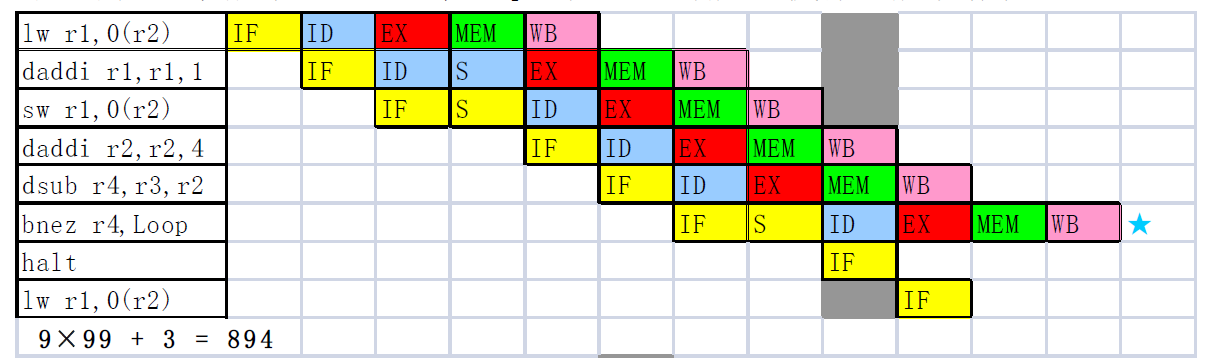 lw r1,0(r2) IF ID EX MEM WB
daddi r1,r1,1 IF ID S EX MEM WB
sw r1,0(r2) IF S ID EX MEM WB
daddi r2,r2,4 IF ID EX MEM WB
dsub r4,r3,r2 IF ID EX MEM WB
bnez r4,Loop IF S ID EX MEM WB ★
halt IF
lw r1,0(r2) IF
9×99 + 3 = 894